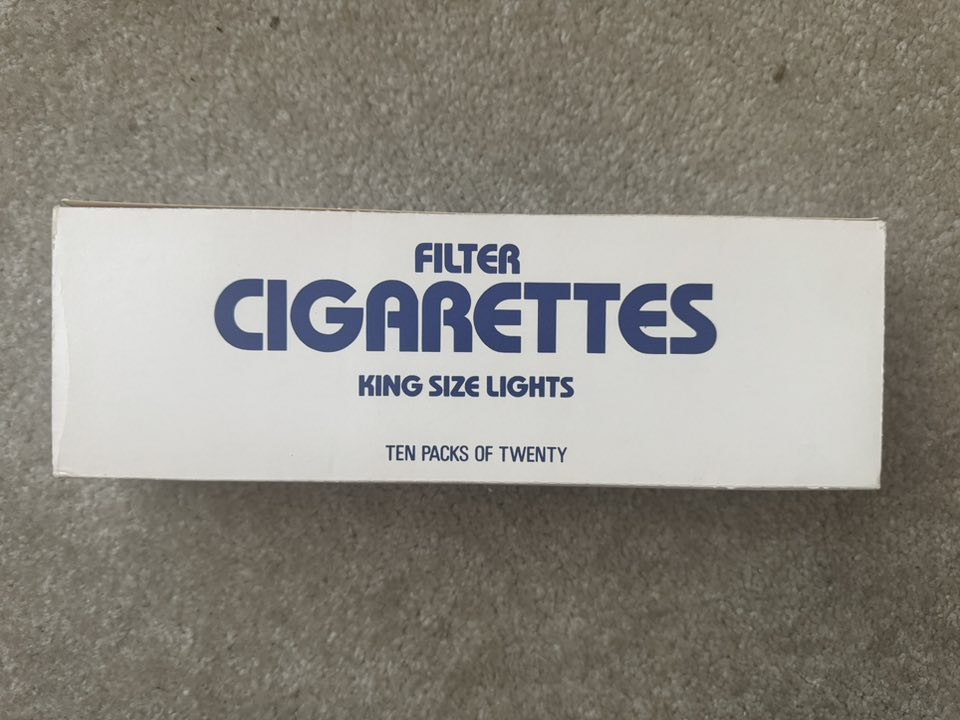 FILTER
CIGARETTES
KING SIZE LIGHTS
TEN PACKS OF TWENTY